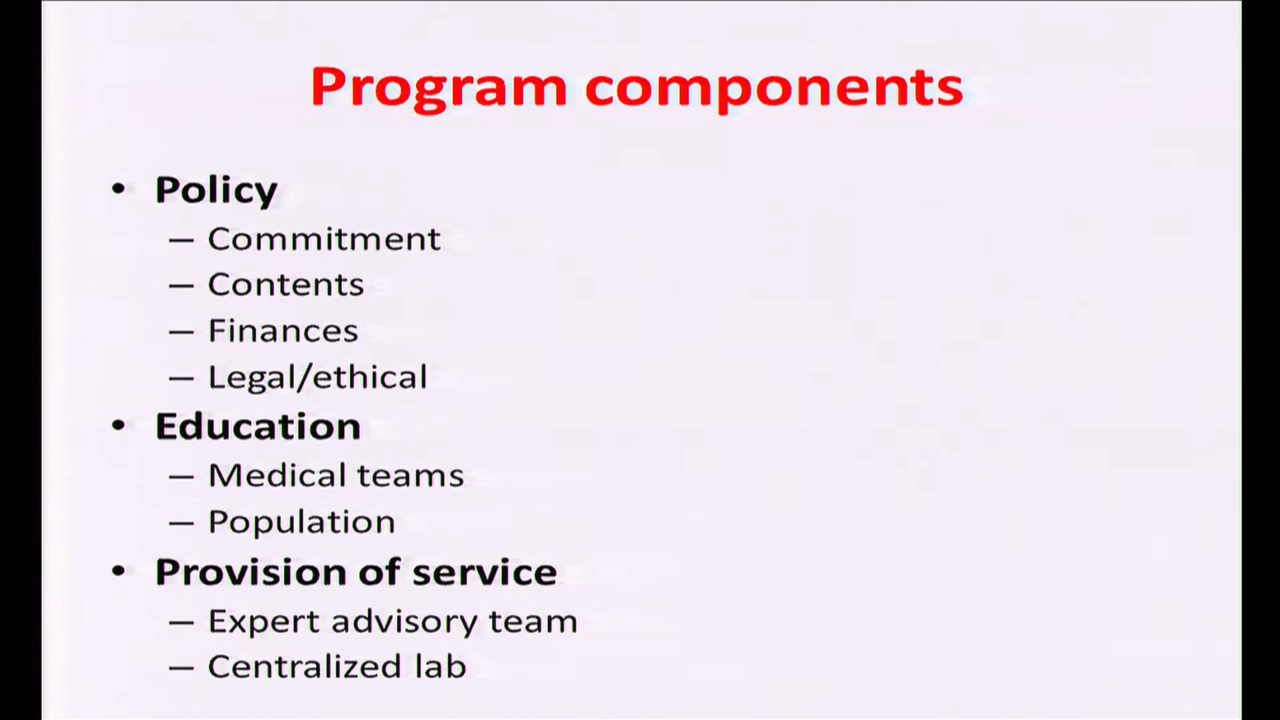 Program components
• Policy
– Commitment
– Contents
– Finances
– Legal/ethical
• Education
– Medical teams
– Population
• Provision of service
– Expert advisory team
– Centralized lab